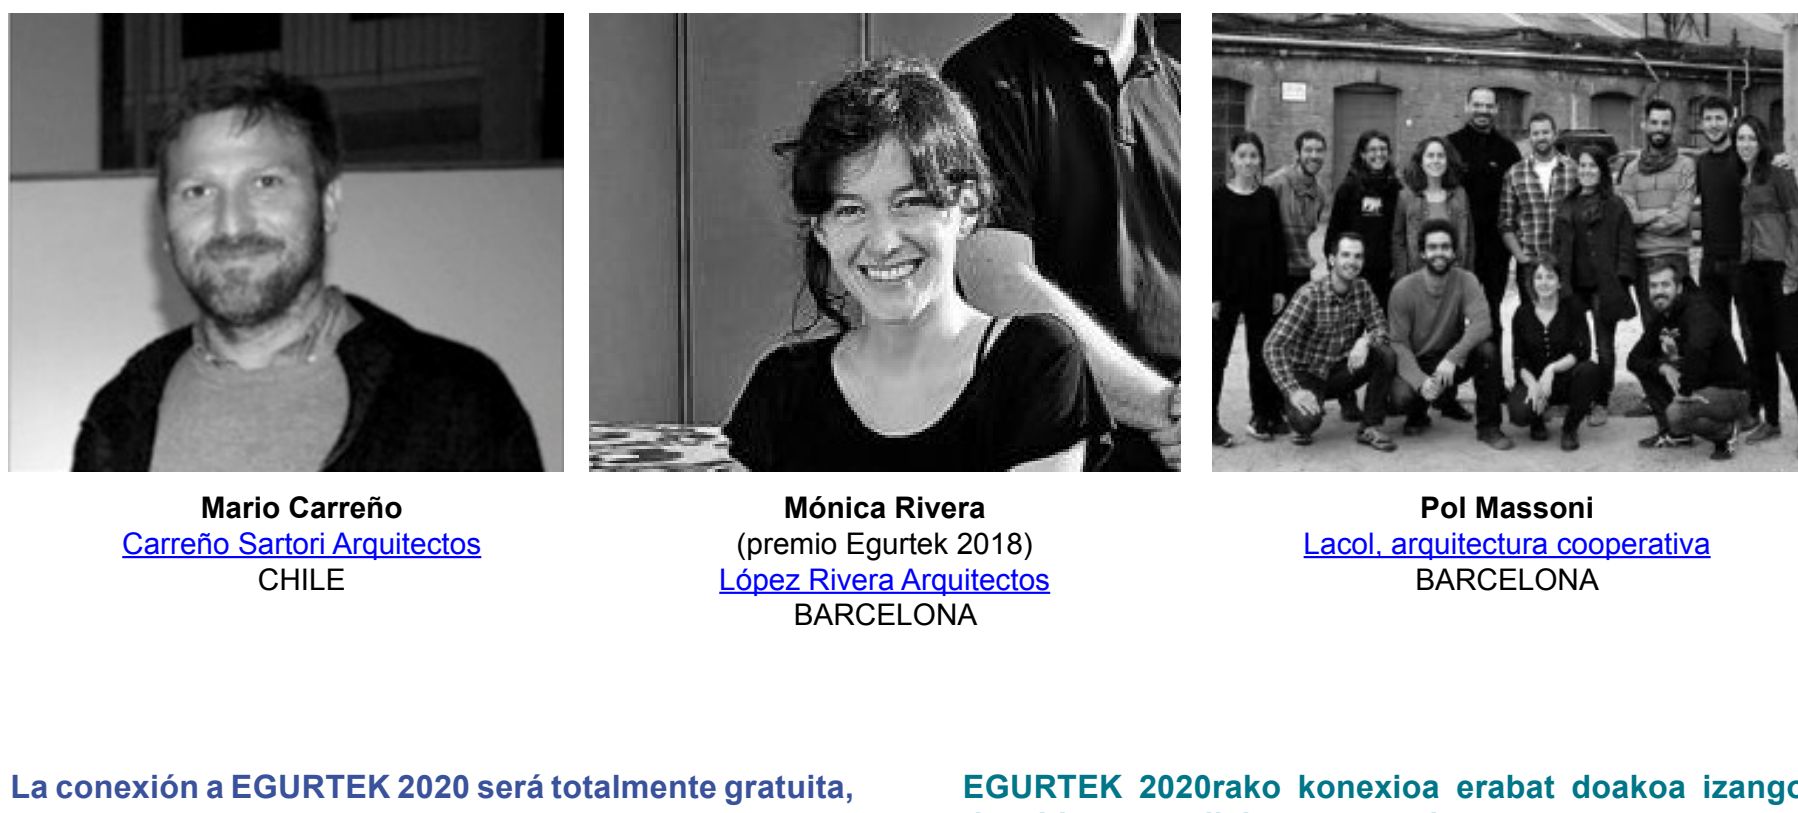 Mario Carreño
Carreño Sartori Arquitectos
CHILE
Mónica Rivera
(premio Egurtek 2018)
López Rivera Arquitectos
BARCELONA
Pol Massoni
Lacol, arquitectura cooperativa
BARCELONA
La conexión a EGURTEK 2020 será totalmente gratuita,
EGURTEK 2020rako konexioa erabat doakoa izango